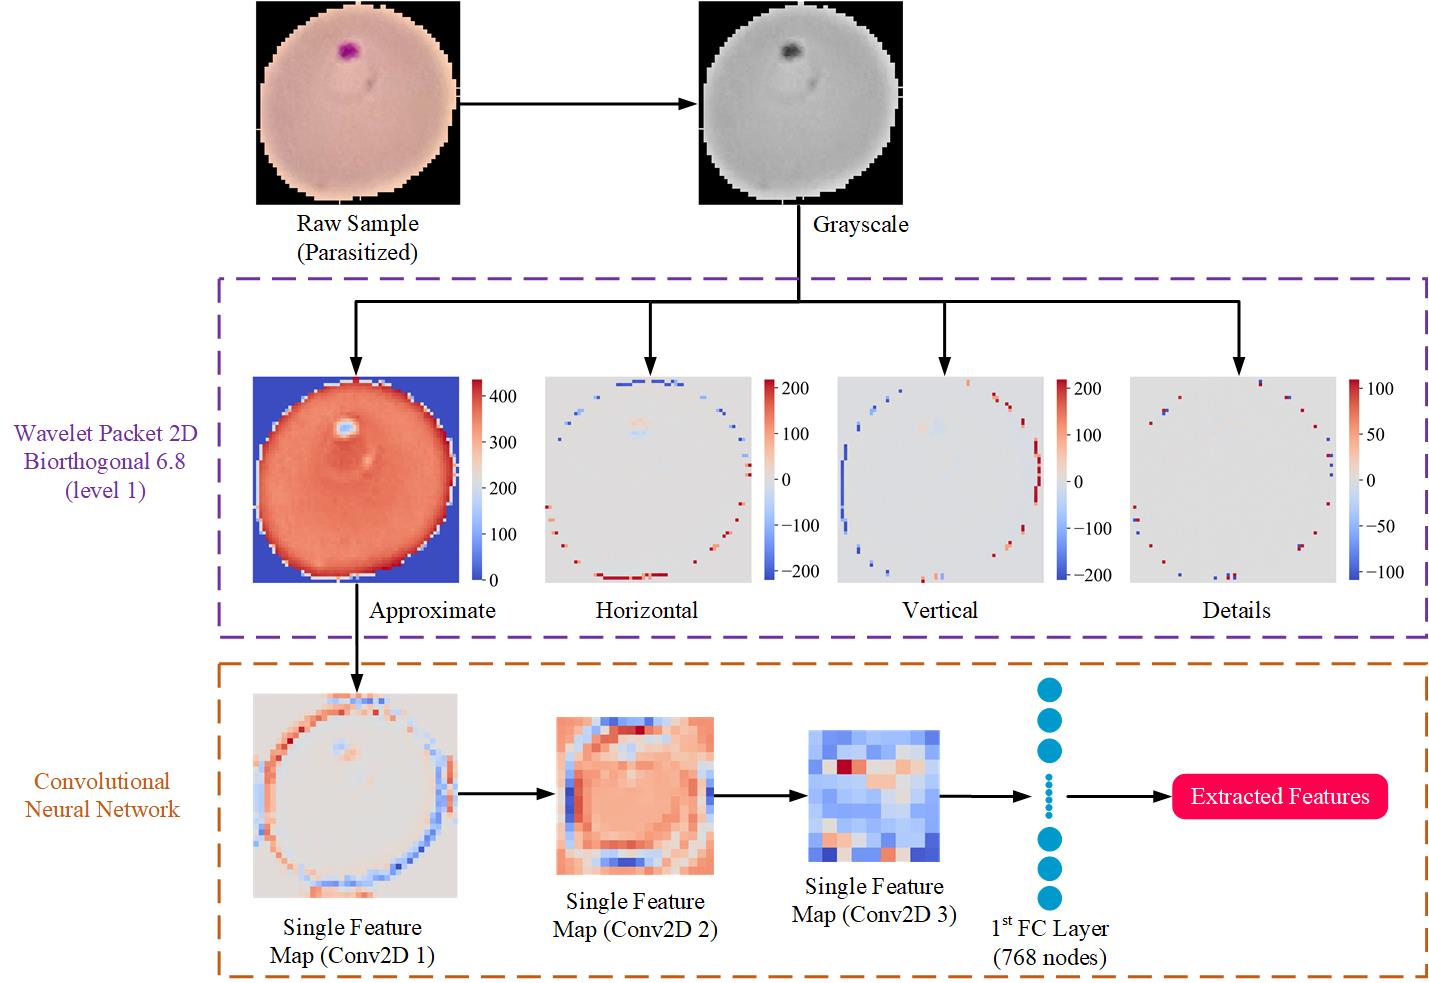 Raw Sample
(Parasitized)
Grayscale
Wavelet Packet 2D
Biorthogonal 6.8
(level 1)
400
300
200
100
0
Approximate
200
100
0
−100
−200
Horizontal
200
100
0
−100
−200
Vertical
100
50
0
−50
−100
Details
Convolutional
Neural Network
Single Feature
Map (Conv2D 1)
Single Feature
Map (Conv2D 2)
Single Feature
Map (Conv2D 3)
1st FC Layer
(768 nodes)
Extracted Features